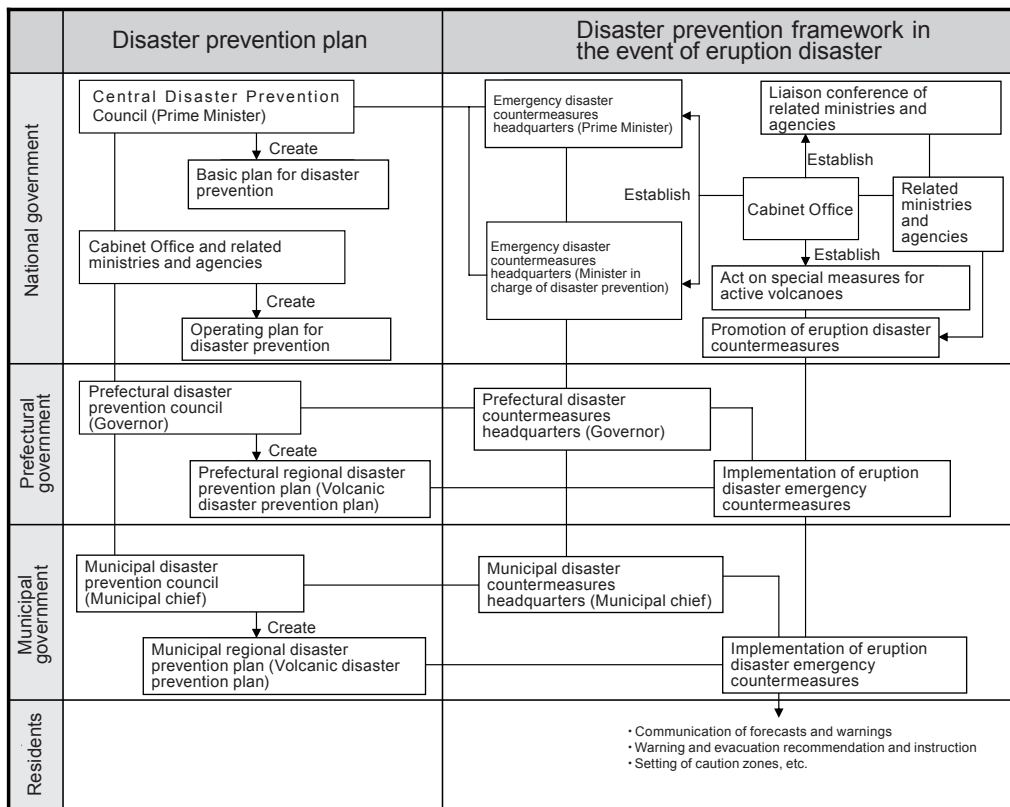 Disaster prevention plan
Disaster prevention framework in
the event of eruption disaster
National government
Central Disaster Prevention
Council (Prime Minister)
Create
Basic plan for disaster
prevention
Cabinet Office and related
ministries and agencies
Create
Operating plan for
disaster prevention
Emergency disaster
countermeasures
headquarters (Prime Minister)
Establish
Emergency disaster
countermeasures
headquarters (Minister in
charge of disaster prevention)
Liaison conference of
related ministries and
agencies
Establish
Cabinet Office
Related
ministries
and
agencies
Establish
Act on special measures for
active volcanoes
Promotion of eruption disaster
countermeasures
Prefectural
government
Prefectural disaster
prevention council
(Governor)
Create
Prefectural regional disaster
prevention plan (Volcanic
disaster prevention plan)
Prefectural disaster
countermeasures
headquarters (Governor)
Implementation of eruption
disaster emergency
countermeasures
Municipal
government
Municipal disaster
prevention council
(Municipal chief)
Create
Municipal regional disaster
prevention plan (Volcanic disaster
prevention plan)
Municipal disaster
countermeasures
headquarters (Municipal chief)
Implementation of eruption
disaster emergency
countermeasures
Residents
・Communication of forecasts and warnings
・Warning and evacuation recommendation and instruction
・Setting of caution zones, etc.